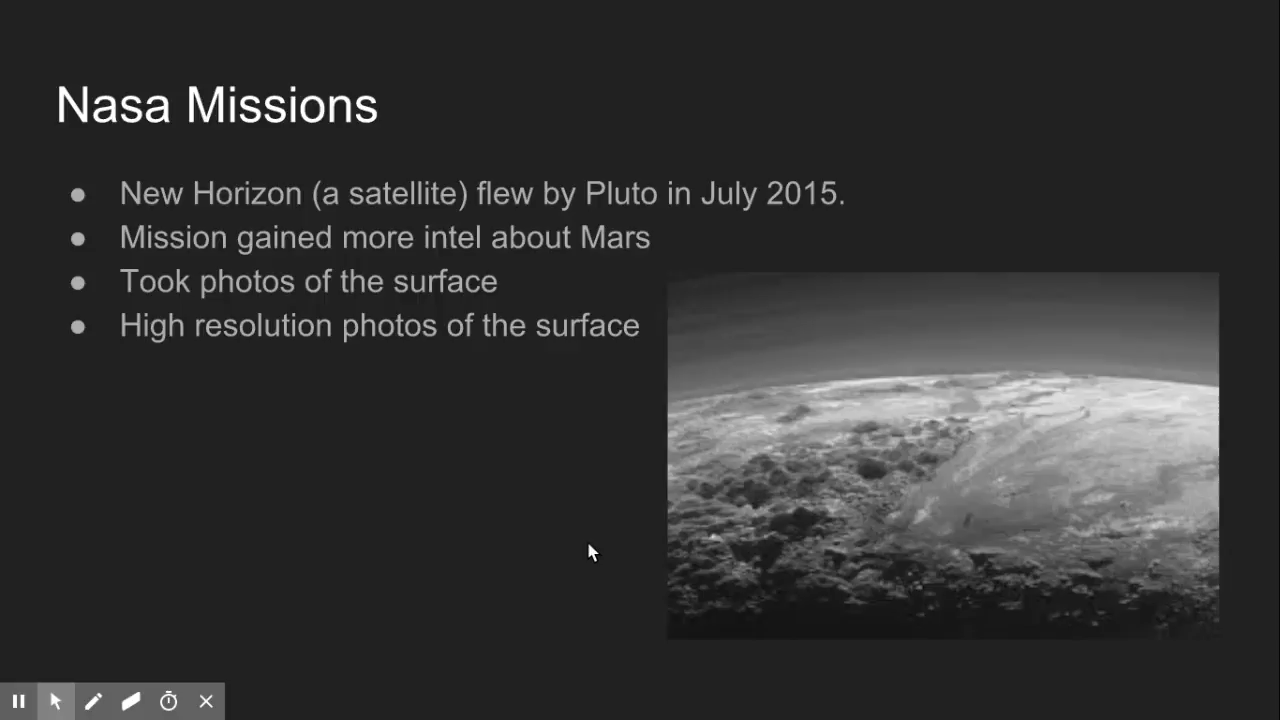 Nasa Missions
● New Horizon (a satellite) flew by Pluto in July 2015.
● Mission gained more intel about Mars
● Took photos of the surface
● High resolution photos of the surface